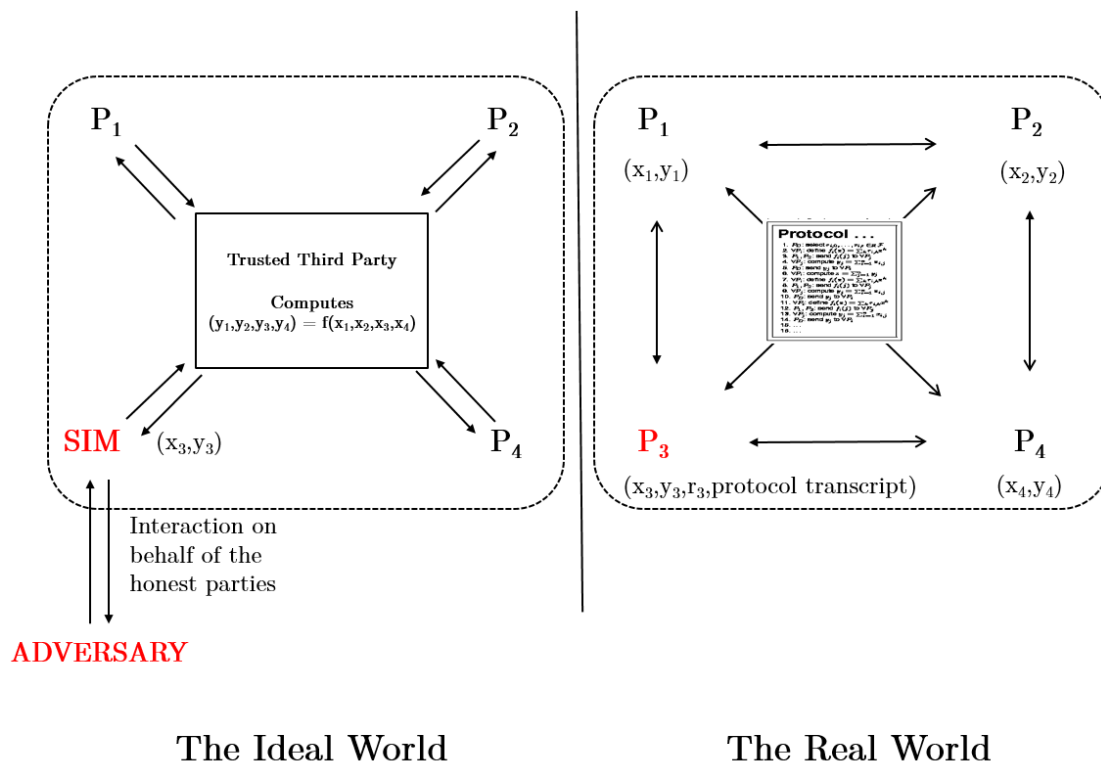 P₁
P₂
Trusted Third Party
Computes
(y₁,y₂,y₃,y₄) = f(x₁,x₂,x₃,x₄)
SIM
(x₃,y₃)
P₄
Interaction on
behalf of the
honest parties
ADVERSARY
The Ideal World
P₁
P₂
(x₁,y₁)
(x₂,y₂)
Protocol ...
P₃
P₄
(x₃,y₃,r₃,protocol transcript)
(x₄,y₄)
The Real World